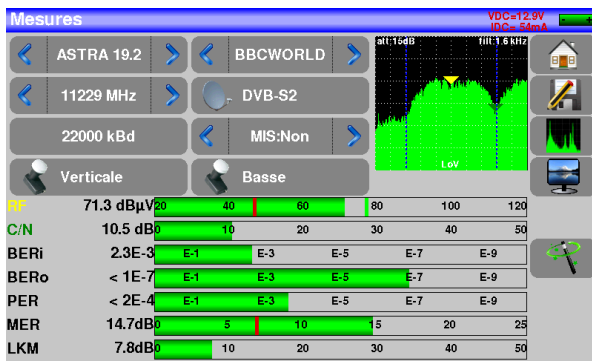 Mesures VDC=12.9V
IDC= 54mA
ASTRA 19.2 BBCWORLD att:15dB filt:1.6 kHz
11229 MHz DVB-S2
22000 kBd MIS:Non
LoV
Verticale Basse
RF 71.3 dBµV 20 40 60 80 100 120
C/N 10.5 dB 0 10 20 30 40 50
BERi 2.3E-3 E-1 E-3 E-5 E-7 E-9
BERo < 1E-7 E-1 E-3 E-5 E-7 E-9
PER < 2E-4 E-1 E-3 E-5 E-7 E-9
MER 14.7dB 0 5 10 15 20 25
LKM 7.8dB 0 10 20 30 40 50